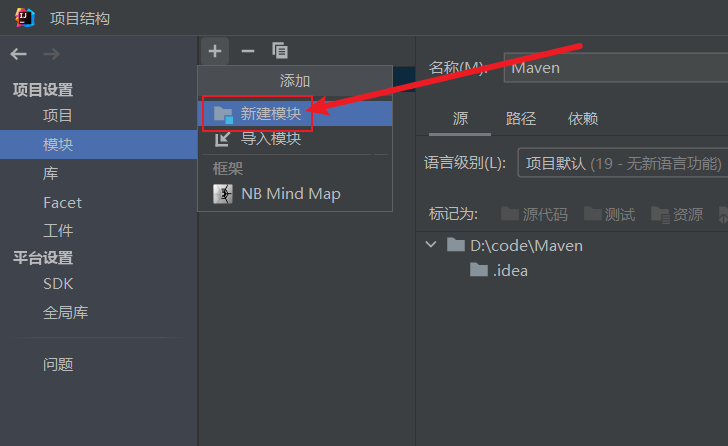 项目结构
项目设置
项目
模块
库
Facet
工件
平台设置
SDK
全局库
问题
添加
新建模块
导入模块
框架
NB Mind Map
名称(M): Maven
源 路径 依赖
语言级别(L): 项目默认 (19 - 无新语言功能)
标记为: 源代码 测试 资源
D:\code\Maven
.idea